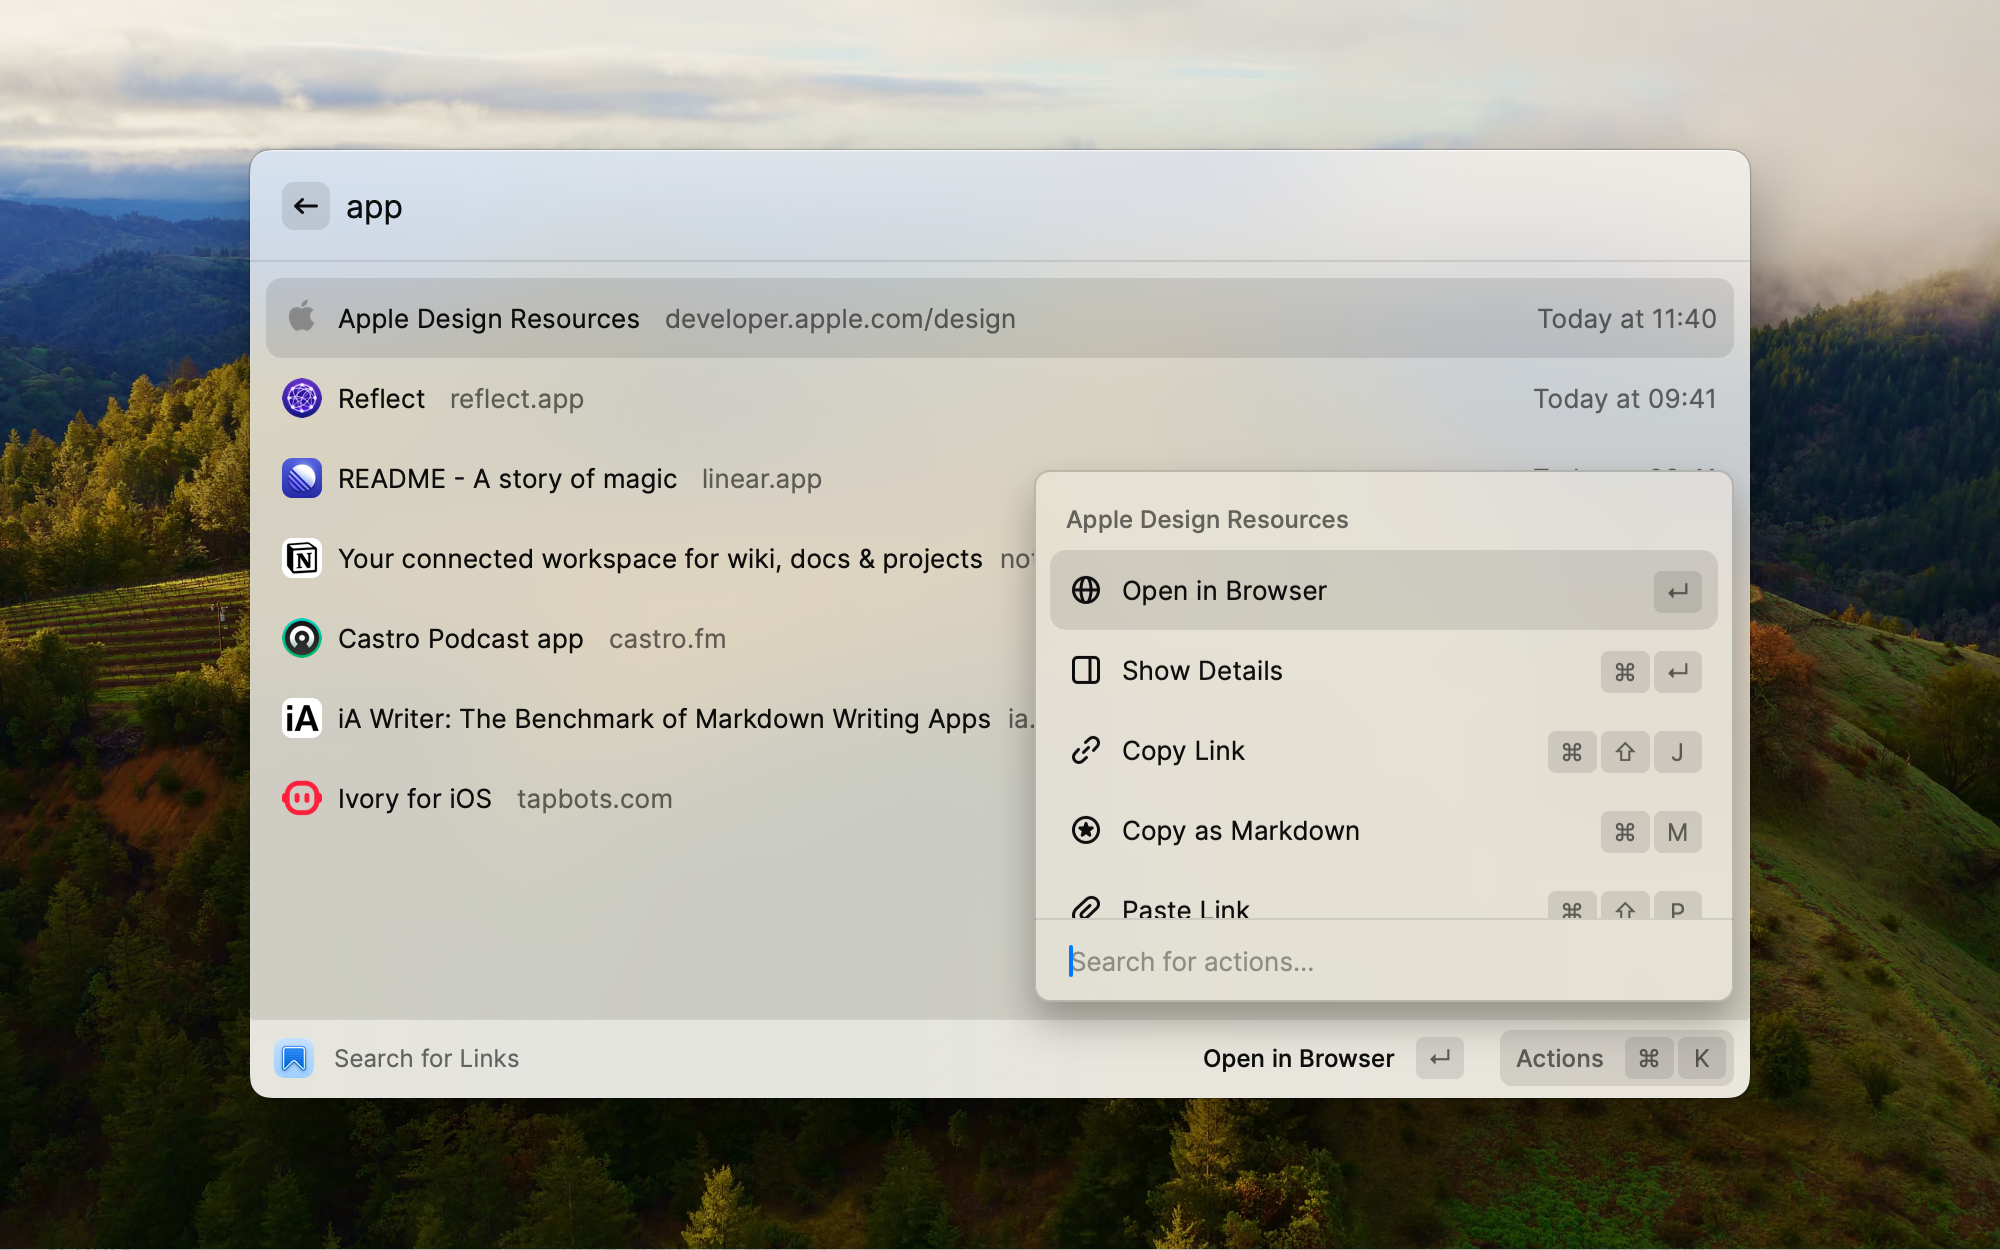 app
Apple Design Resources developer.apple.com/design Today at 11:40
Reflect reflect.app Today at 09:41
README - A story of magic linear.app
Your connected workspace for wiki, docs & projects
Castro Podcast app castro.fm
iA iA Writer: The Benchmark of Markdown Writing Apps ia.
Ivory for iOS tapbots.com
Apple Design Resources
Open in Browser ↵
Show Details ⌘ ↵
Copy Link ⌘ ⇧ J
Copy as Markdown ⌘ M
Paste Link ⌘ ⇧ P
Search for actions...
Search for Links Open in Browser ↵ Actions ⌘ K